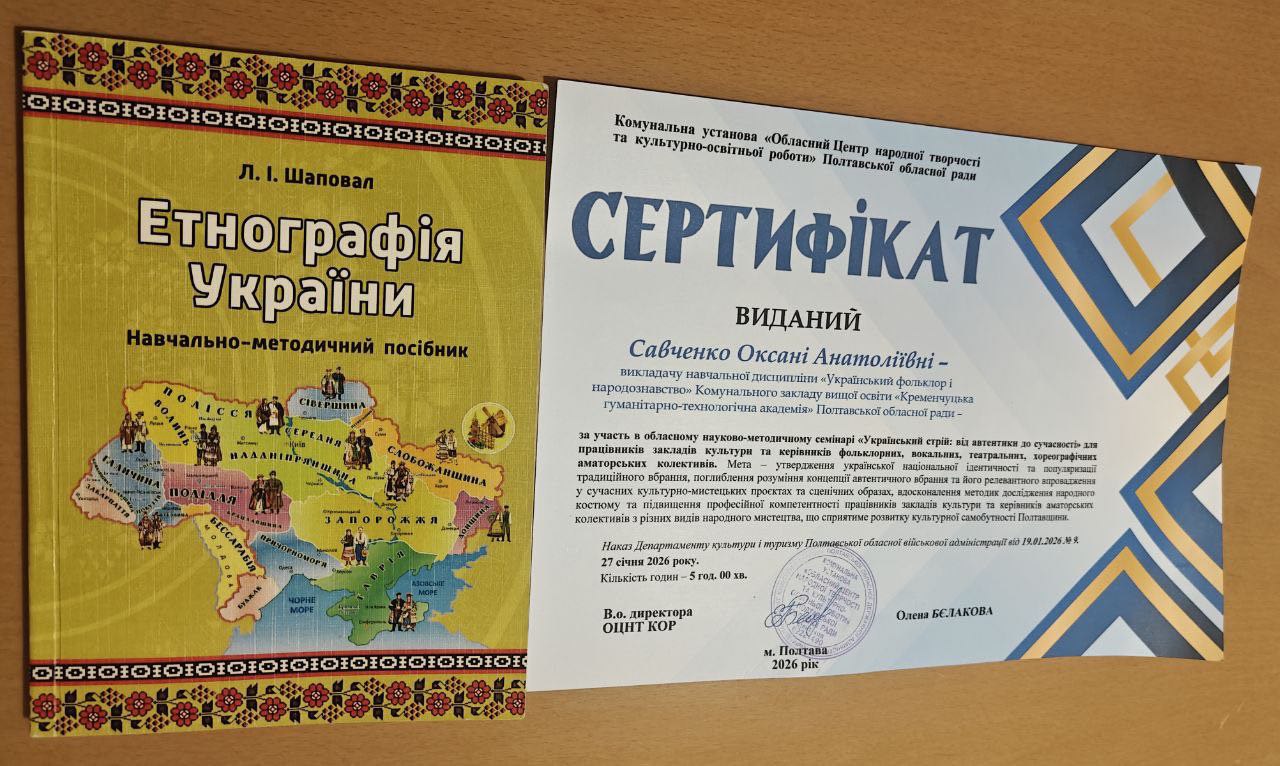 Л. І. Шаповал
Етнографія
України
Навчально-методичний посібник
ПОЛІССЯ
ВОЛИНЬ
СІВЕРЩИНА
СЕРЕДНЯ
НАДДНІПРЯНЩИНА
СЛОБОЖАНЩИНА
ГАЛИЧИНА
ЗАКАРПАТТЯ
ПОДІЛЛЯ
ЗАПОРОЖЖЯ
ДОНЕЧЧИНА
БЕССАРАБІЯ
МОЛДОВА
ПРИЧОРНОМОР'Я
ТАВРІЯ
БУДЖАК
ЧОРНЕ
МОРЕ
АЗОВСЬКЕ
МОРЕ
Київ
Одеса
Комунальна установа «Обласний Центр народної творчості
та культурно-освітньої роботи» Полтавської обласної ради
СЕРТИФІКАТ
ВИДАНИЙ
Савченко Оксані Анатоліївні –
викладачу навчальної дисципліни «Український фольклор і
народознавство» Комунального закладу вищої освіти «Кременчуцька
гуманітарно-технологічна академія» Полтавської обласної ради –
за участь в обласному науково-методичному семінарі «Український стрій: від автентики до сучасності» для
працівників закладів культури та керівників фольклорних, вокальних, театральних, хореографічних
аматорських колективів. Мета – утвердження української національної ідентичності та популяризації
традиційного вбрання, поглиблення розуміння концепції автентичного вбрання та його релевантного впровадження
у сучасних культурно-мистецьких проєктах та сценічних образах, вдосконалення методик дослідження народного
костюму та підвищення професійної компетентності працівників закладів культури та керівників аматорських
колективів з різних видів народного мистецтва, що сприятиме розвитку культурної самобутності Полтавщини.
Наказ Департаменту культури і туризму Полтавської обласної військової адміністрації від 19.01.2026 № 9.
27 січня 2026 року.
Кількість годин – 5 год. 00 хв.
В.о. директора
ОЦНТ КОР
Олена БЄЛАКОВА
м. Полтава
2026 рік